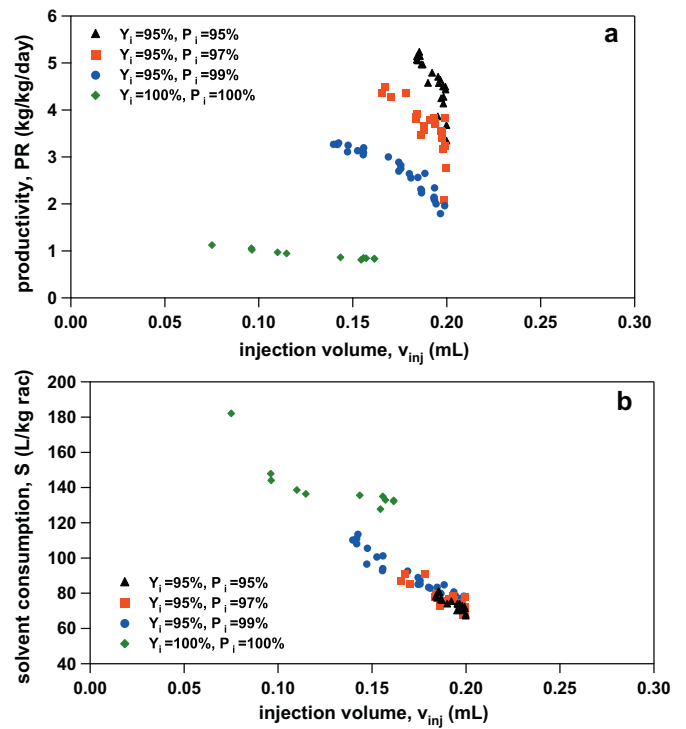 a
Y i =95%, P i =95%
Y i =95%, P i =97%
Y i =95%, P i =99%
Y i =100%, P i =100%
productivity, PR (kg/kg/day)
6
5
4
3
2
1
0
0.00 0.05 0.10 0.15 0.20 0.25 0.30
injection volume, v inj (mL)
b
solvent consumption, S (L/kg rac)
200
180
160
140
120
100
80
60
40
Y i =95%, P i =95%
Y i =95%, P i =97%
Y i =95%, P i =99%
Y i =100%, P i =100%
0.00 0.05 0.10 0.15 0.20 0.25 0.30
injection volume, v inj (mL)